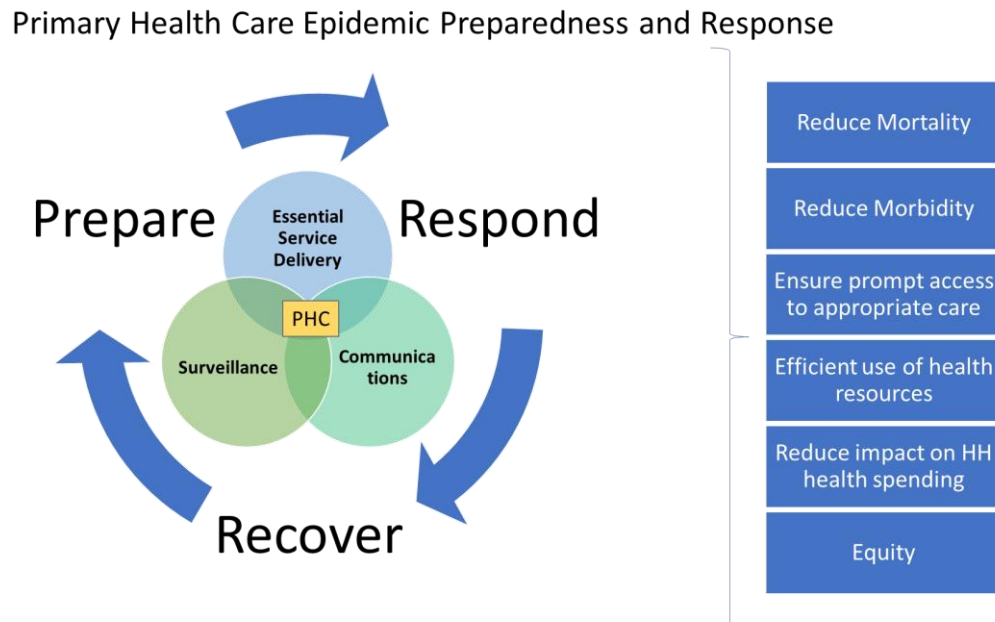 Primary Health Care Epidemic Preparedness and Response
Prepare
Respond
Recover
Essential
Service
Delivery
PHC
Surveillance
Communica
tions
Reduce Mortality
Reduce Morbidity
Ensure prompt access
to appropriate care
Efficient use of health
resources
Reduce impact on HH
health spending
Equity